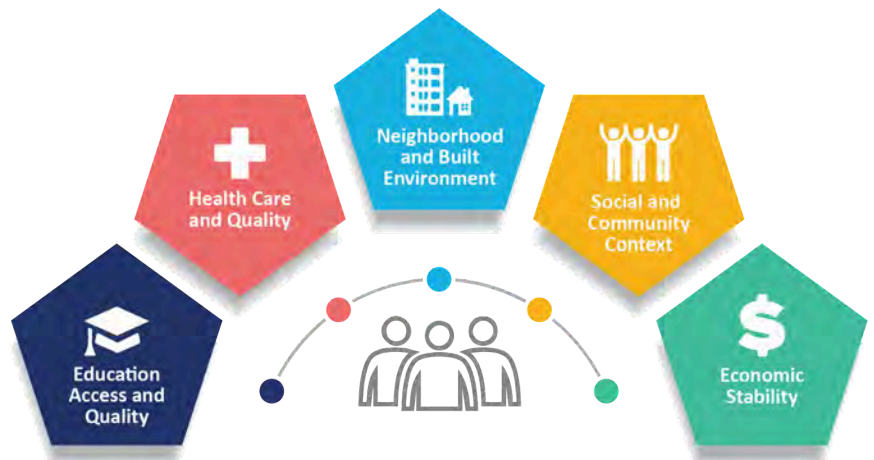 Neighborhood
and Built
Environment
Health Care
and Quality
Social and
Community
Context
Education
Access and
Quality
$
Economic
Stability